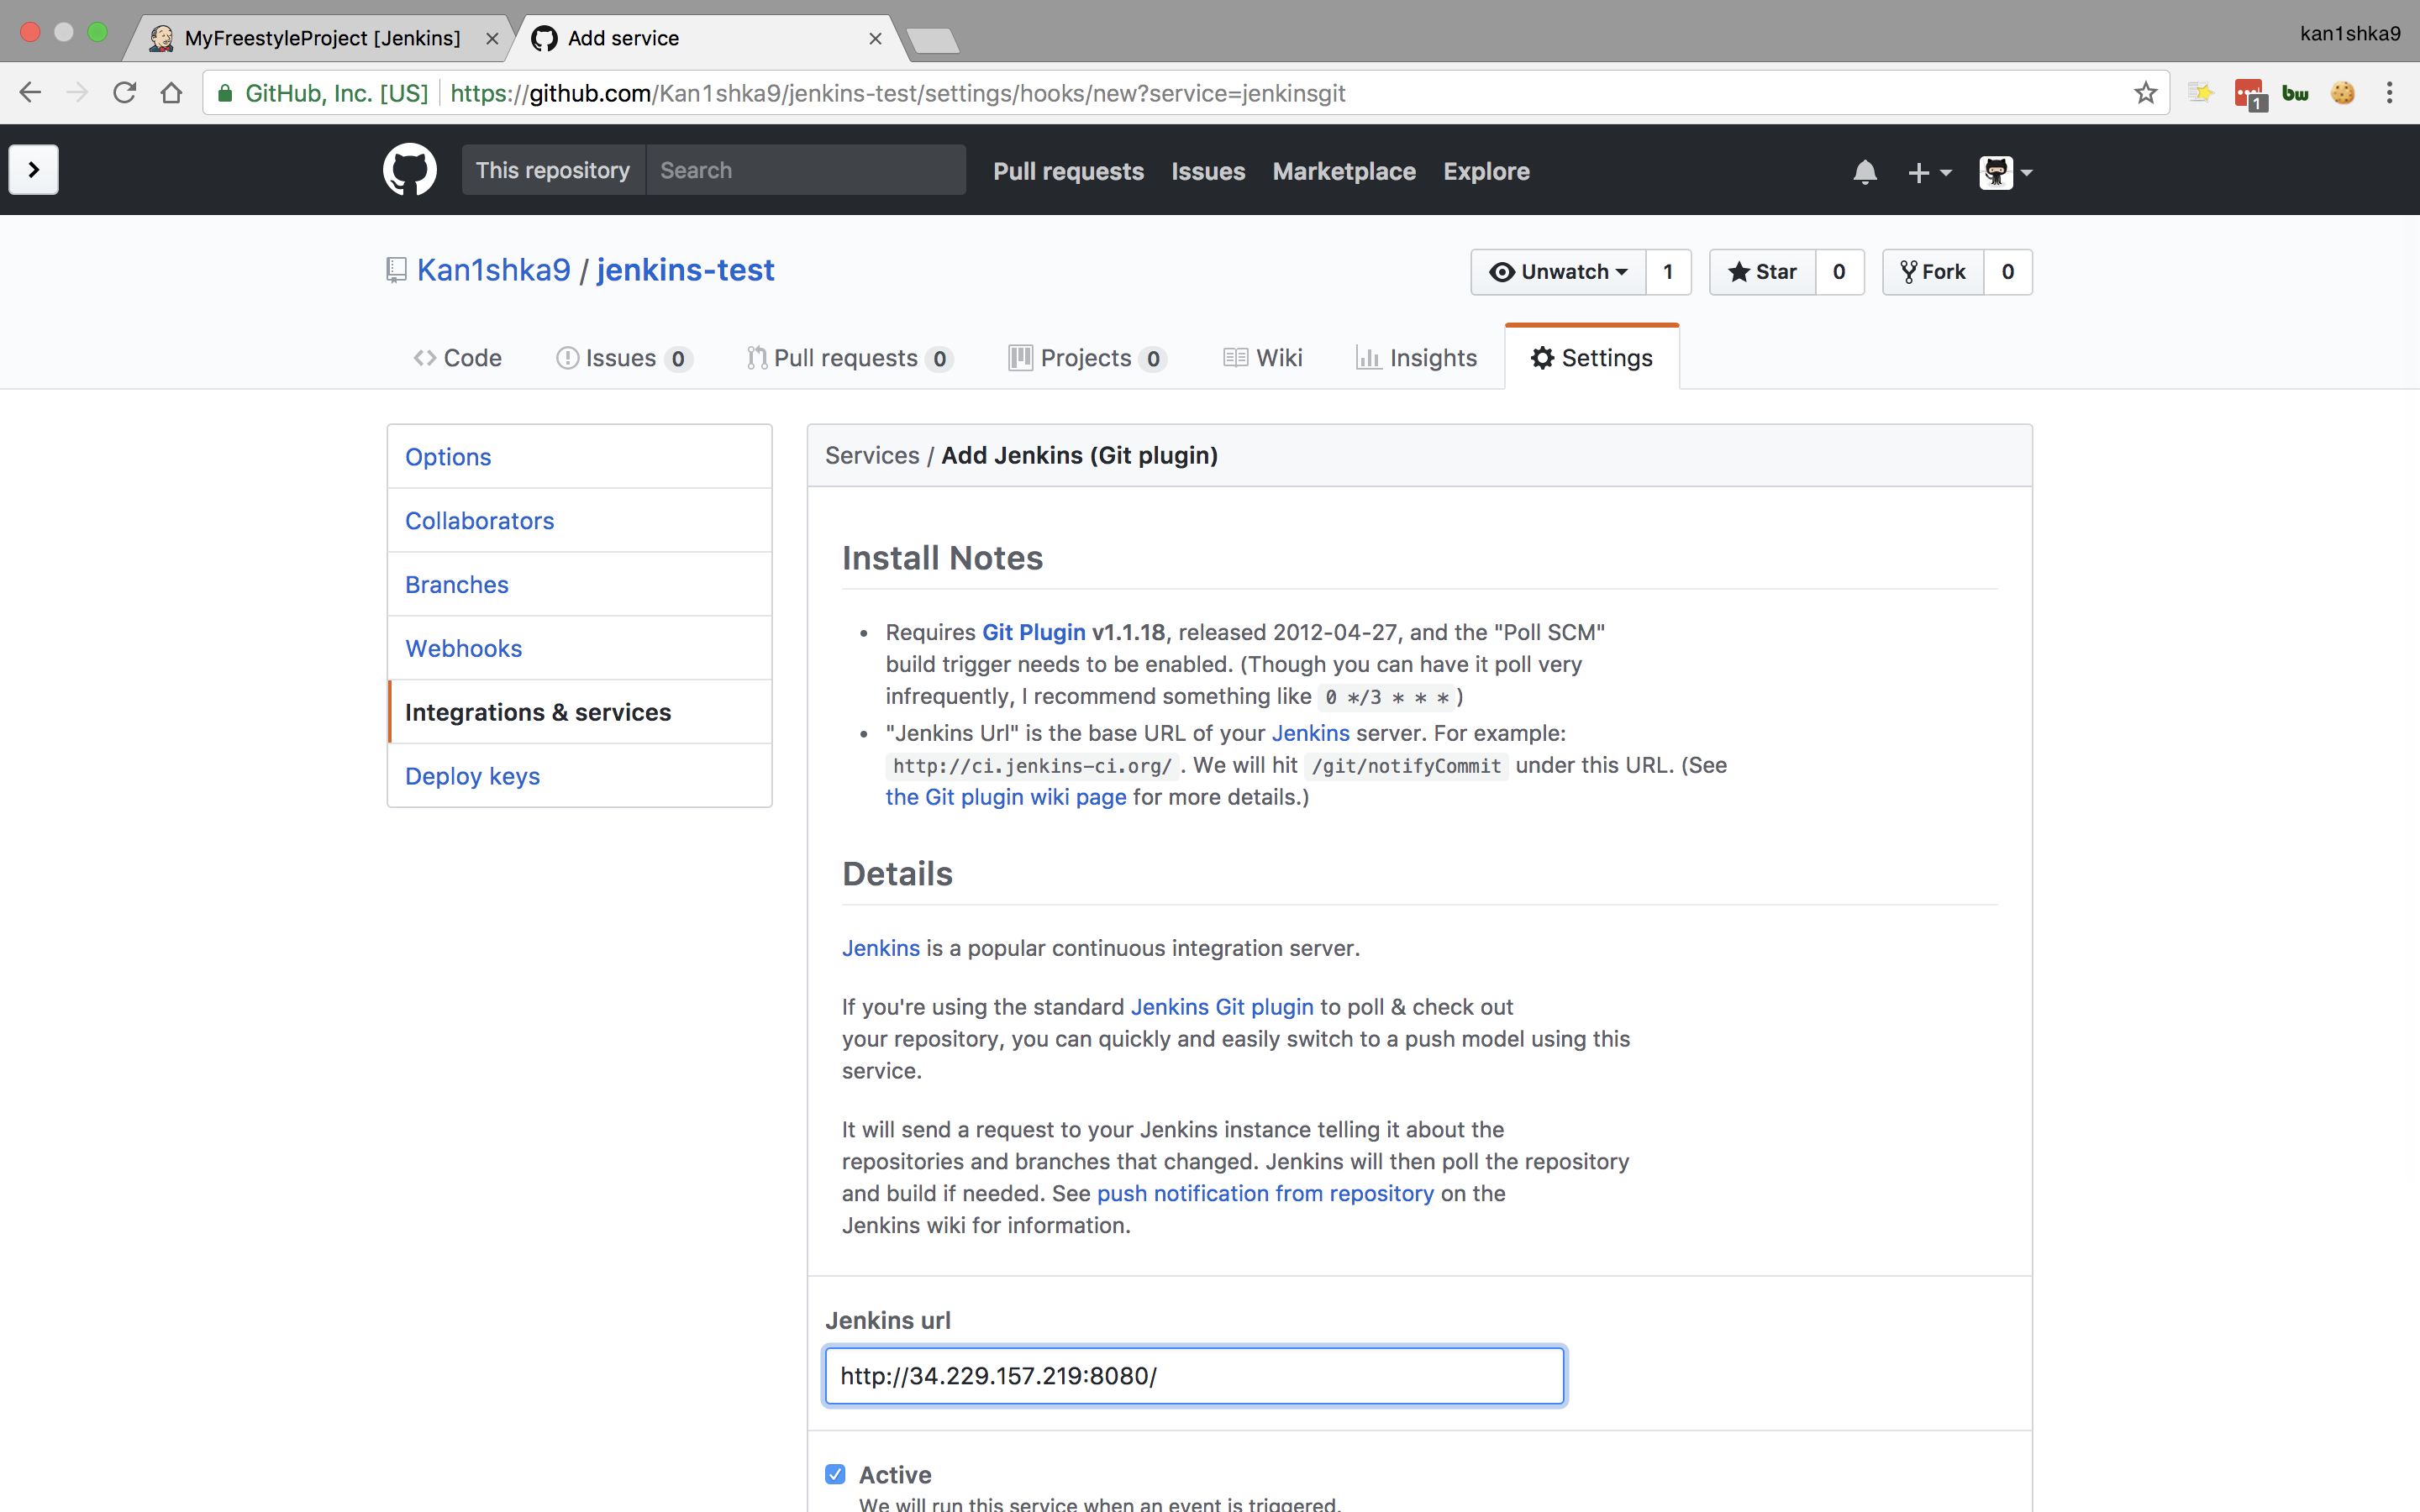 MyFreestyleProject [Jenkins]
Add service
kan1shka9
GitHub, Inc. [US]
https://github.com/Kan1shka9/jenkins-test/settings/hooks/new?service=jenkinsgit
1
bw
This repository
Search
Pull requests
Issues
Marketplace
Explore
Kan1shka9 / jenkins-test
Unwatch 1
Star 0
Fork 0
Code
Issues 0
Pull requests 0
Projects 0
Wiki
Insights
Settings
Options
Collaborators
Branches
Webhooks
Integrations & services
Deploy keys
Services / Add Jenkins (Git plugin)
Install Notes
• Requires Git Plugin v1.1.18, released 2012-04-27, and the "Poll SCM"
build trigger needs to be enabled. (Though you can have it poll very
infrequently, I recommend something like 0 */3 * * *)
• "Jenkins Url" is the base URL of your Jenkins server. For example:
http://ci.jenkins-ci.org/. We will hit /git/notifyCommit under this URL. (See
the Git plugin wiki page for more details.)
Details
Jenkins is a popular continuous integration server.
If you're using the standard Jenkins Git plugin to poll & check out
your repository, you can quickly and easily switch to a push model using this
service.
It will send a request to your Jenkins instance telling it about the
repositories and branches that changed. Jenkins will then poll the repository
and build if needed. See push notification from repository on the
Jenkins wiki for information.
Jenkins url
http://34.229.157.219:8080/
Active
We will run this service when an event is triggered.